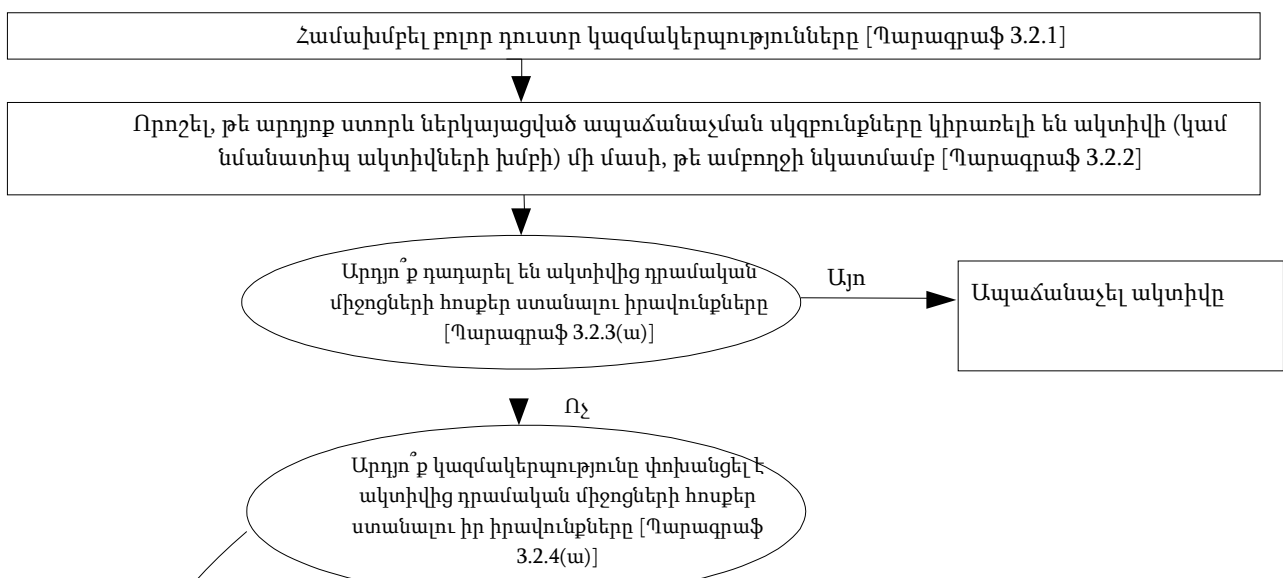 Համախմբել բոլոր դուստր կազմակերպությունները [Պարագրաֆ 3.2.1]
Որոշել, թե արդյոք ստորև ներկայացված ապաճանաչման սկզբունքները կիրառելի են ակտիվի (կամ
նմանատիպ ակտիվների խմբի) մի մասի, թե ամբողջի նկատմամբ [Պարագրաֆ 3.2.2]
Արդյո՞ք դադարել են ակտիվից դրամական
միջոցների հոսքեր ստանալու իրավունքները
[Պարագրաֆ 3.2.3(ա)]
Այո
Ապաճանաչել ակտիվը
Ոչ
Արդյո՞ք կազմակերպությունը փոխանցել է
ակտիվից դրամական միջոցների հոսքեր
ստանալու իր իրավունքները [Պարագրաֆ
3.2.4(ա)]